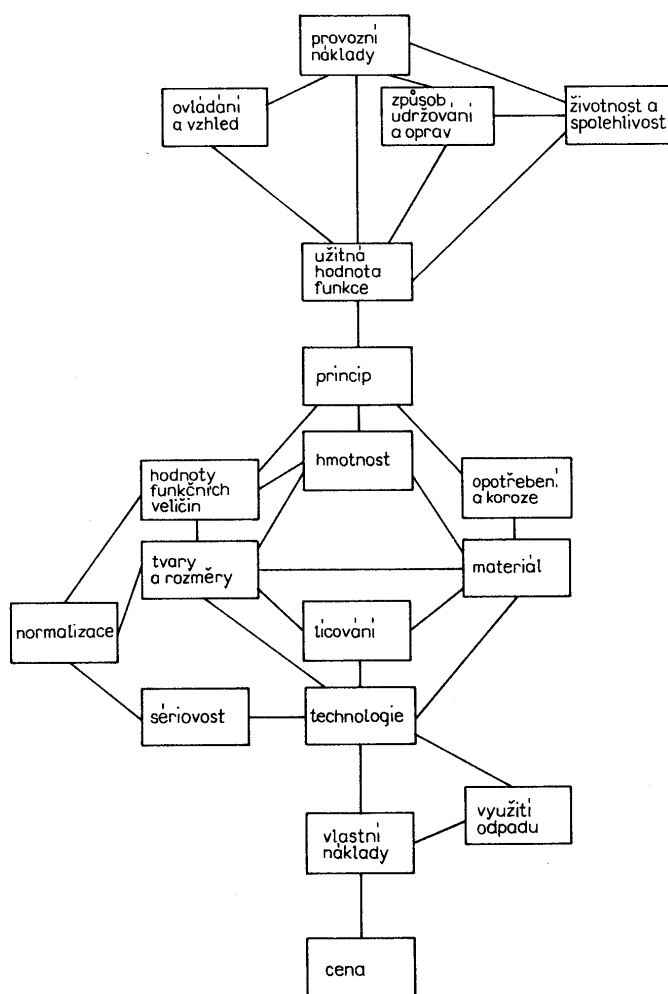 provozní
náklady
ovládání
a vzhled
způsob
udržování
a oprav
životnost a
spolehlivost
užitná
hodnota
funkce
princip
hmotnost
hodnoty
funkčních
veličin
opotřebení
a koroze
tvary
a rozměry
materiál
normalizace
lícování
sériovost
technologie
vlastní
náklady
využití
odpadu
cena